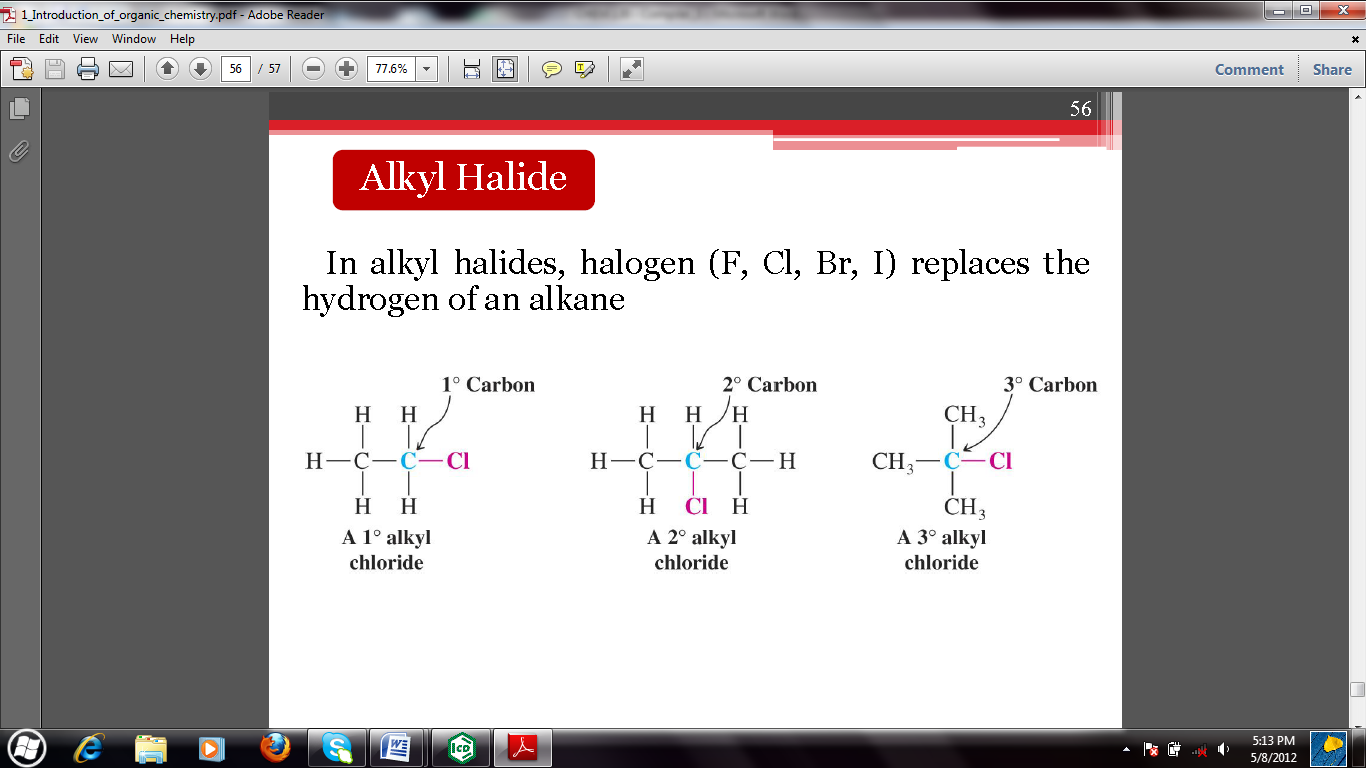 1_Introduction_of_organic_chemistry.pdf - Adobe Reader
File Edit View Window Help
56 / 57 77.6% Comment Share
56
Alkyl Halide
In alkyl halides, halogen (F, Cl, Br, I) replaces the
hydrogen of an alkane
1° Carbon 2° Carbon 3° Carbon
H H H H H CH3
H—C—C—Cl H—C—C—C—H CH3—C—Cl
H H H Cl H CH3
A 1° alkyl A 2° alkyl A 3° alkyl
chloride chloride chloride
5:13 PM
5/8/2012